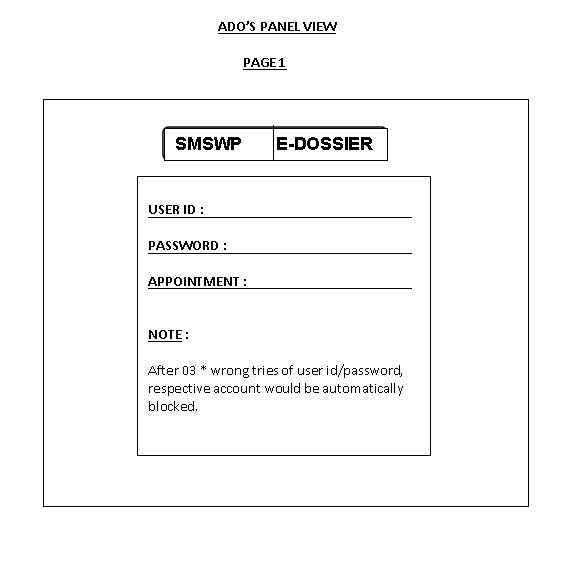 ADO'S PANEL VIEW
PAGE 1
SMSWP E-DOSSIER
USER ID :
PASSWORD :
APPOINTMENT :
NOTE :
After 03 * wrong tries of user id/password,
respective account would be automatically
blocked.